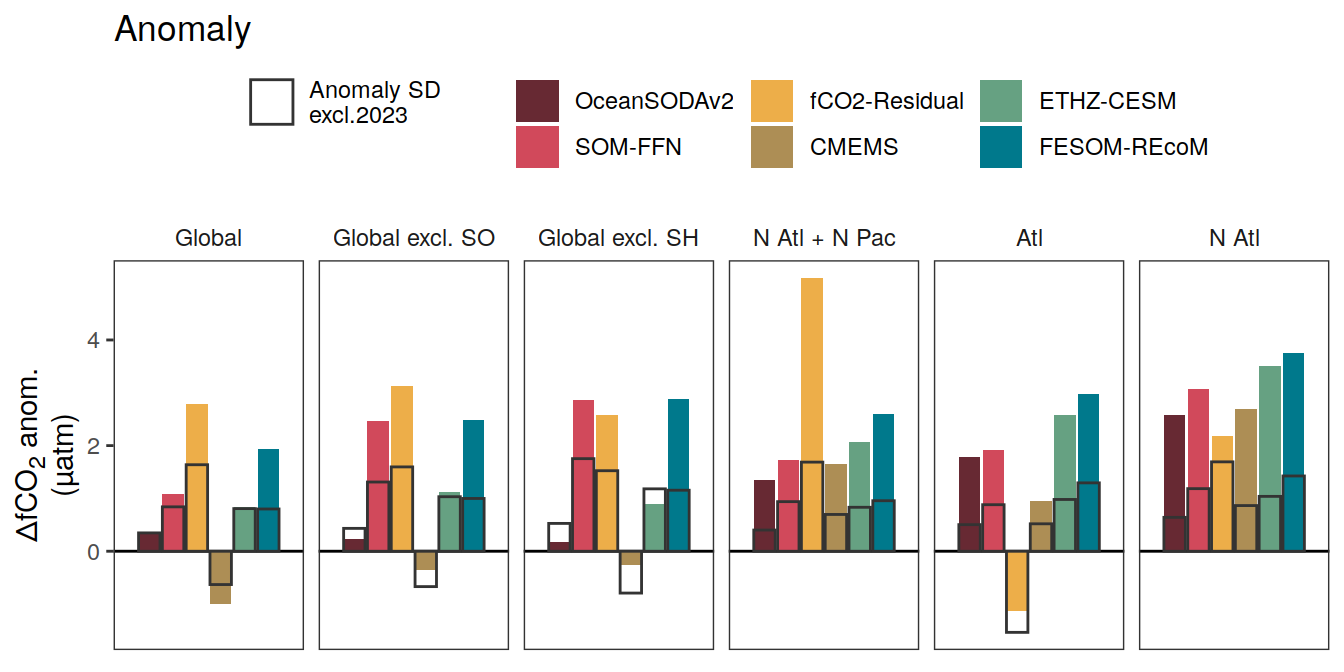 Anomaly
Anomaly SD
excl.2023
OceanSODAv2
SOM-FFN
fCO2-Residual
CMEMS
ETHZ-CESM
FESOM-REcoM
Global
Global excl. SO
Global excl. SH
N Atl + N Pac
Atl
N Atl
ΔfCO₂ anom.
(µatm)
4
2
0